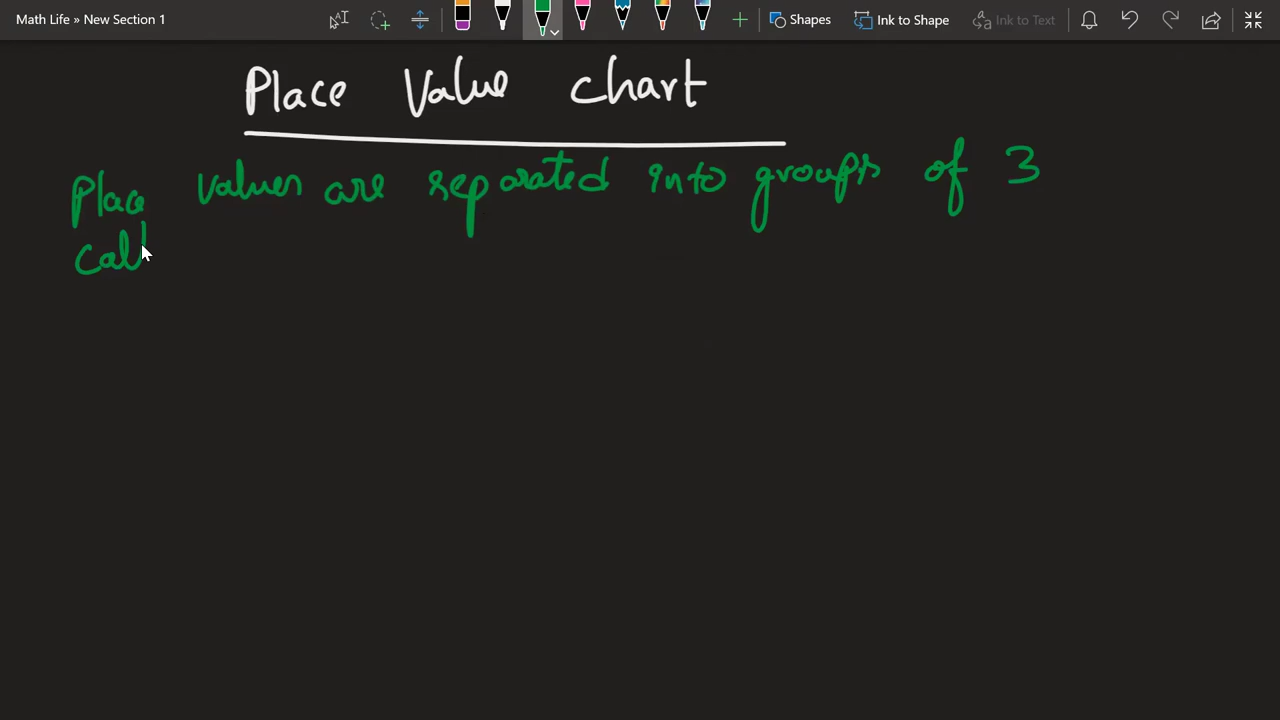 Math Life » New Section 1
Shapes
Ink to Shape
Ink to Text
Place Value chart
Place values are separated into groups of 3
call